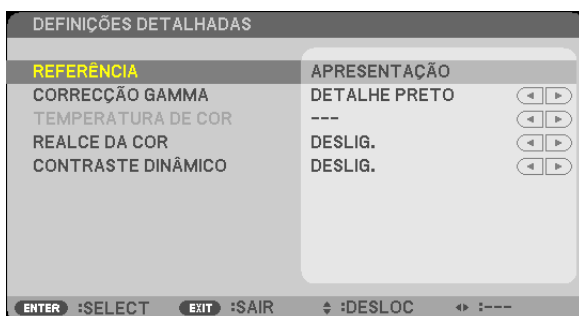 DEFINIÇÕES DETALHADAS
REFERÊNCIA APRESENTAÇÃO
CORRECÇÃO GAMMA DETALHE PRETO
TEMPERATURA DE COR ---
REALCE DA COR DESLIG.
CONTRASTE DINÂMICO DESLIG.
ENTER :SELECT EXIT :SAIR :DESLOC :---